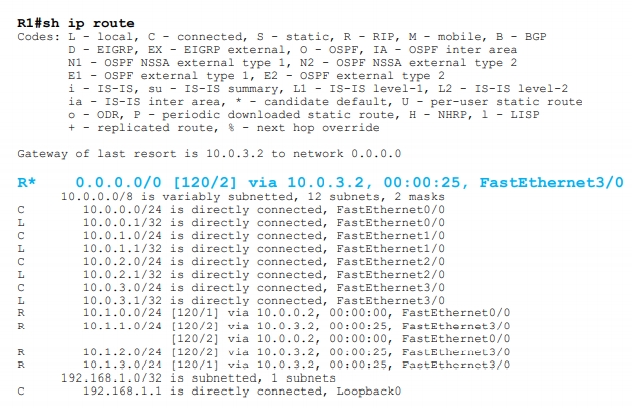 R1#sh ip route
Codes: L - local, C - connected, S - static, R - RIP, M - mobile, B - BGP
D - EIGRP, EX - EIGRP external, O - OSPF, IA - OSPF inter area
N1 - OSPF NSSA external type 1, N2 - OSPF NSSA external type 2
E1 - OSPF external type 1, E2 - OSPF external type 2
i - IS-IS, su - IS-IS summary, L1 - IS-IS level-1, L2 - IS-IS level-2
ia - IS-IS inter area, * - candidate default, U - per-user static route
o - ODR, P - periodic downloaded static route, H - NHRP, l - LISP
+ - replicated route, % - next hop override
Gateway of last resort is 10.0.3.2 to network 0.0.0.0
R* 0.0.0.0/0 [120/2] via 10.0.3.2, 00:00:25, FastEthernet3/0
10.0.0.0/8 is variably subnetted, 12 subnets, 2 masks
C 10.0.0.0/24 is directly connected, FastEthernet0/0
L 10.0.0.1/32 is directly connected, FastEthernet0/0
C 10.0.1.0/24 is directly connected, FastEthernet1/0
L 10.0.1.1/32 is directly connected, FastEthernet1/0
C 10.0.2.0/24 is directly connected, FastEthernet2/0
L 10.0.2.1/32 is directly connected, FastEthernet2/0
C 10.0.3.0/24 is directly connected, FastEthernet3/0
L 10.0.3.1/32 is directly connected, FastEthernet3/0
R 10.1.0.0/24 [120/1] via 10.0.0.2, 00:00:00, FastEthernet0/0
R 10.1.1.0/24 [120/2] via 10.0.3.2, 00:00:25, FastEthernet3/0
[120/2] via 10.0.0.2, 00:00:00, FastEthernet0/0
R 10.1.2.0/24 [120/2] via 10.0.3.2, 00:00:25, FastEthernet3/0
R 10.1.3.0/24 [120/1] via 10.0.3.2, 00:00:25, FastEthernet3/0
192.168.1.0/32 is subnetted, 1 subnets
C 192.168.1.1 is directly connected, Loopback0